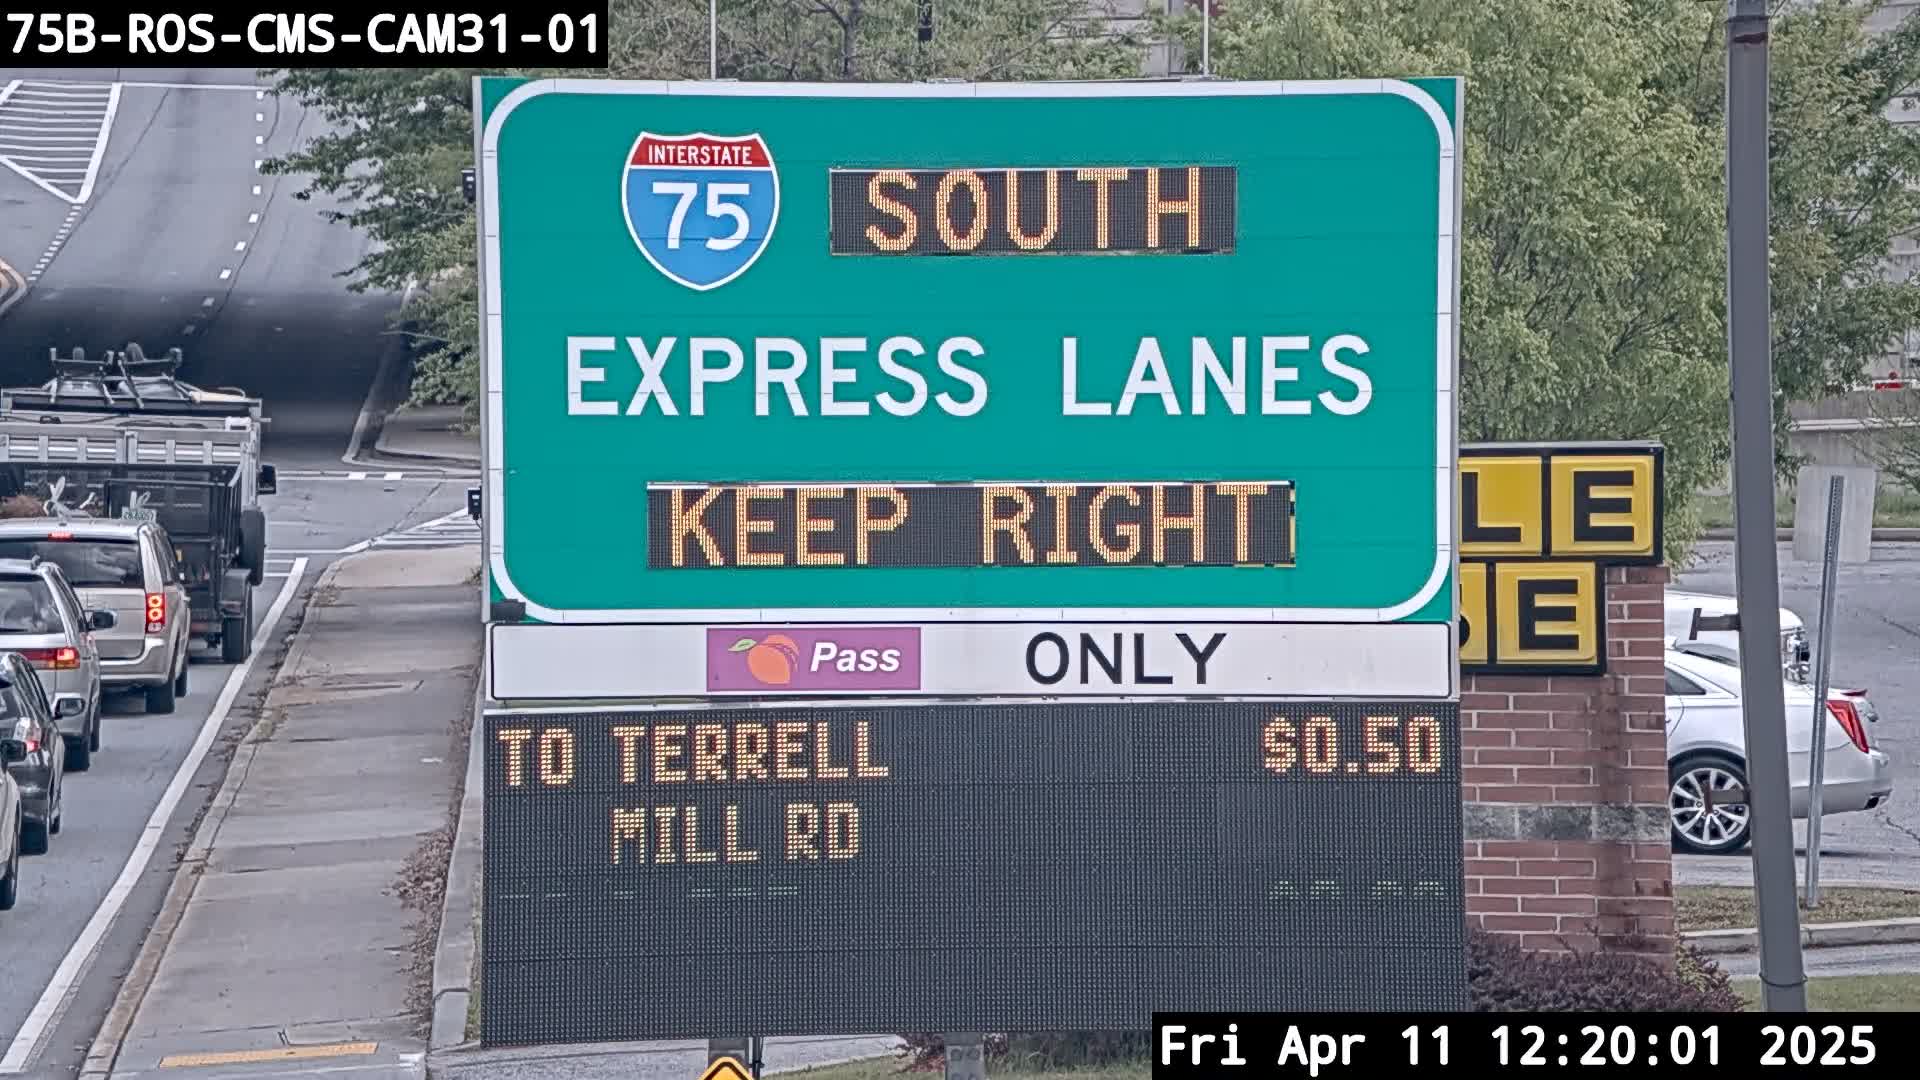 75B-ROS-CMS-CAM31-01
INTERSTATE
75
SOUTH
EXPRESS LANES
KEEP RIGHT
Pass ONLY
TO TERRELL $0.50
MILL RD
LE
E
Fri Apr 11 12:20:01 2025